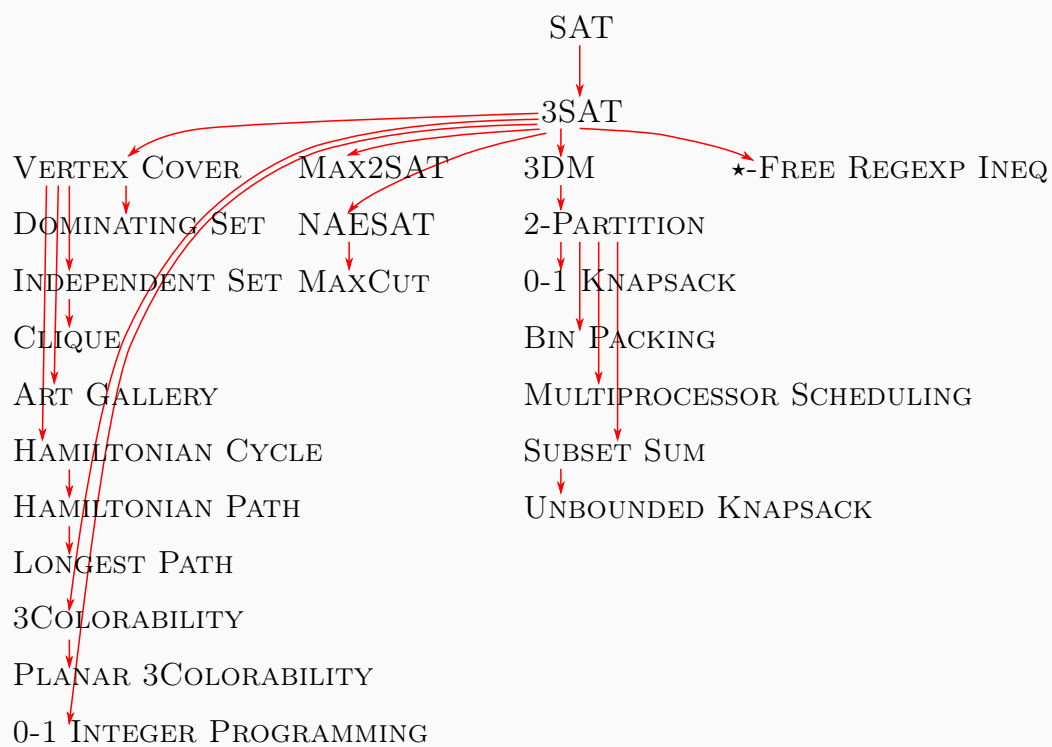 SAT
3SAT
Vertex Cover Max2SAT 3DM ⋆-Free Regexp Ineq
Dominating Set NAESAT 2-Partition
Independent Set MaxCut 0-1 Knapsack
Clique Bin Packing
Art Gallery Multiprocessor Scheduling
Hamiltonian Cycle Subset Sum
Hamiltonian Path Unbounded Knapsack
Longest Path
3Colorability
Planar 3Colorability
0-1 Integer Programming